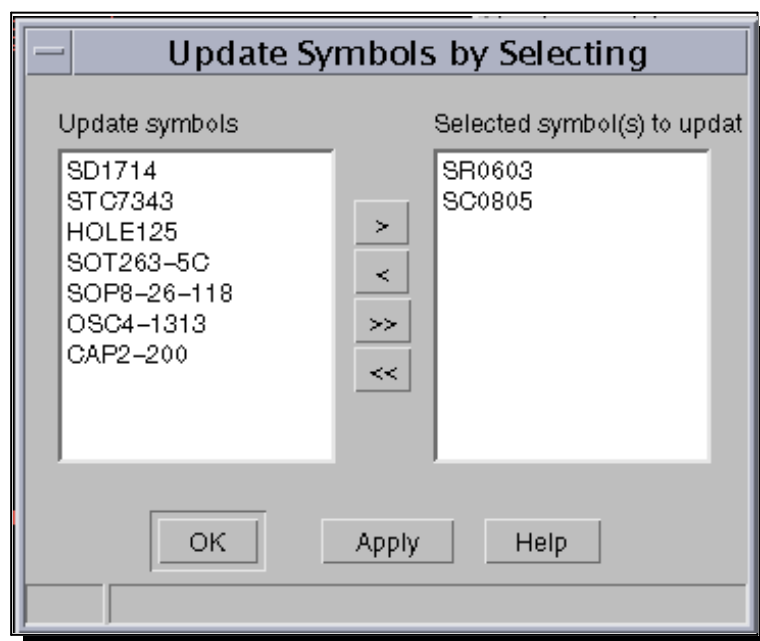 Update Symbols by Selecting
Update symbols
SD1714
STC7343
HOLE125
SOT263-5C
SOP8-26-118
OSC4-1313
CAP2-200
>
<
>>
<<
Selected symbol(s) to updat
SR0603
SC0805
OK
Apply
Help